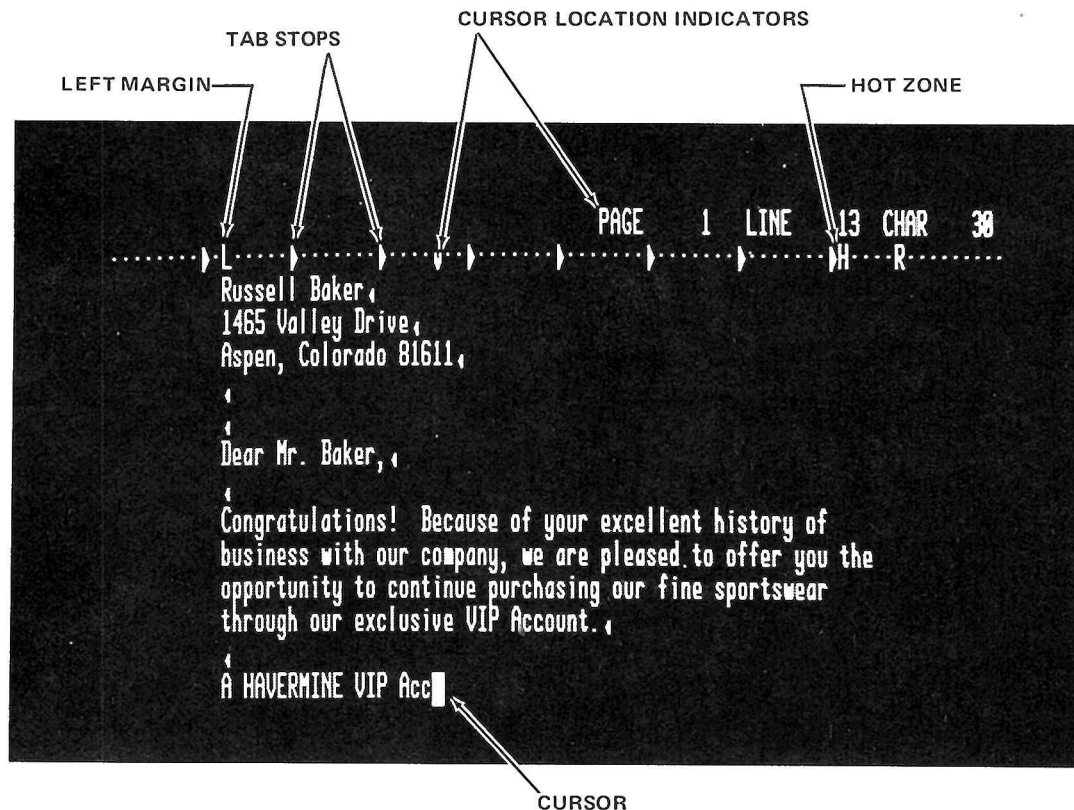 CURSOR LOCATION INDICATORS
TAB STOPS
LEFT MARGIN
HOT ZONE
PAGE 1 LINE 13 CHAR 30
L H R
Russell Baker
1465 Valley Drive
Aspen, Colorado 81611
Dear Mr. Baker,
Congratulations! Because of your excellent history of
business with our company, we are pleased to offer you the
opportunity to continue purchasing our fine sportswear
through our exclusive VIP Account.
A HAVERMINE VIP Acc
CURSOR